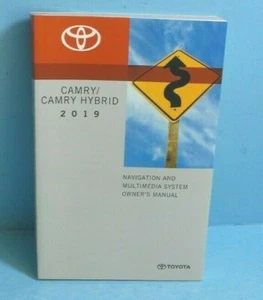 CAMRY/
CAMRY HYBRID
2019
NAVIGATION AND
MULTIMEDIA SYSTEM
OWNER'S MANUAL
TOYOTA